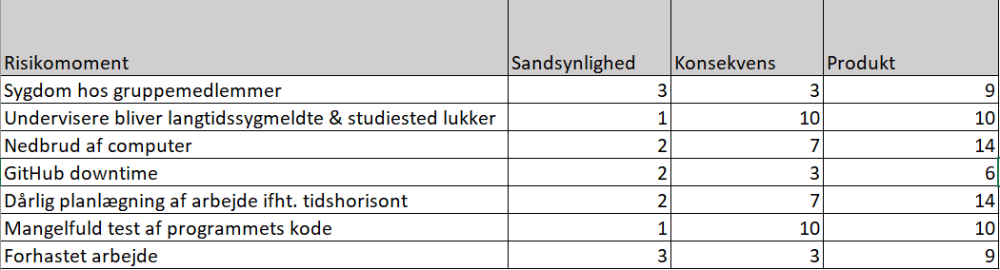 Risikomoment Sandsynlighed Konsekvens Produkt
Sygdom hos gruppemedlemmer 3 3 9
Undervisere bliver langtidssygmeldte & studiested lukker 1 10 10
Nedbrud af computer 2 7 14
GitHub downtime 2 3 6
Dårlig planlægning af arbejde ifht. tidshorisont 2 7 14
Mangelfuld test af programmets kode 1 10 10
Forhastet arbejde 3 3 9